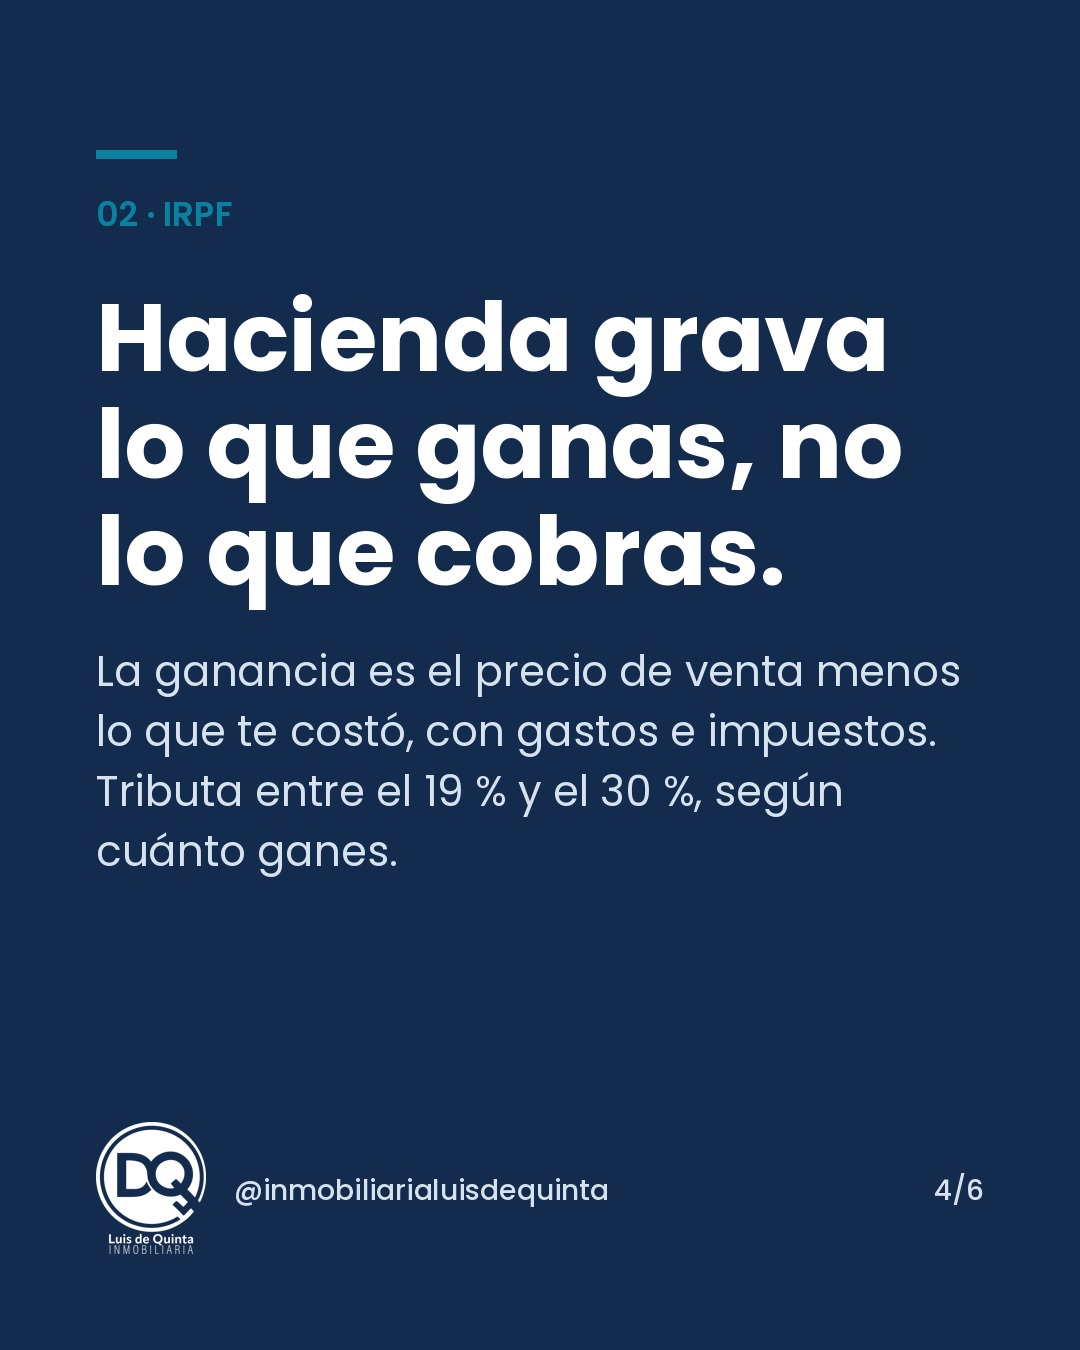 02 · IRPF
Hacienda grava
lo que ganas, no
lo que cobras.
La ganancia es el precio de venta menos
lo que te costó, con gastos e impuestos.
Tributa entre el 19 % y el 30 %, según
cuánto ganes.
DQ
Luis de Quinta
INMOBILIARIA
@inmobiliarialuisdequinta
4/6